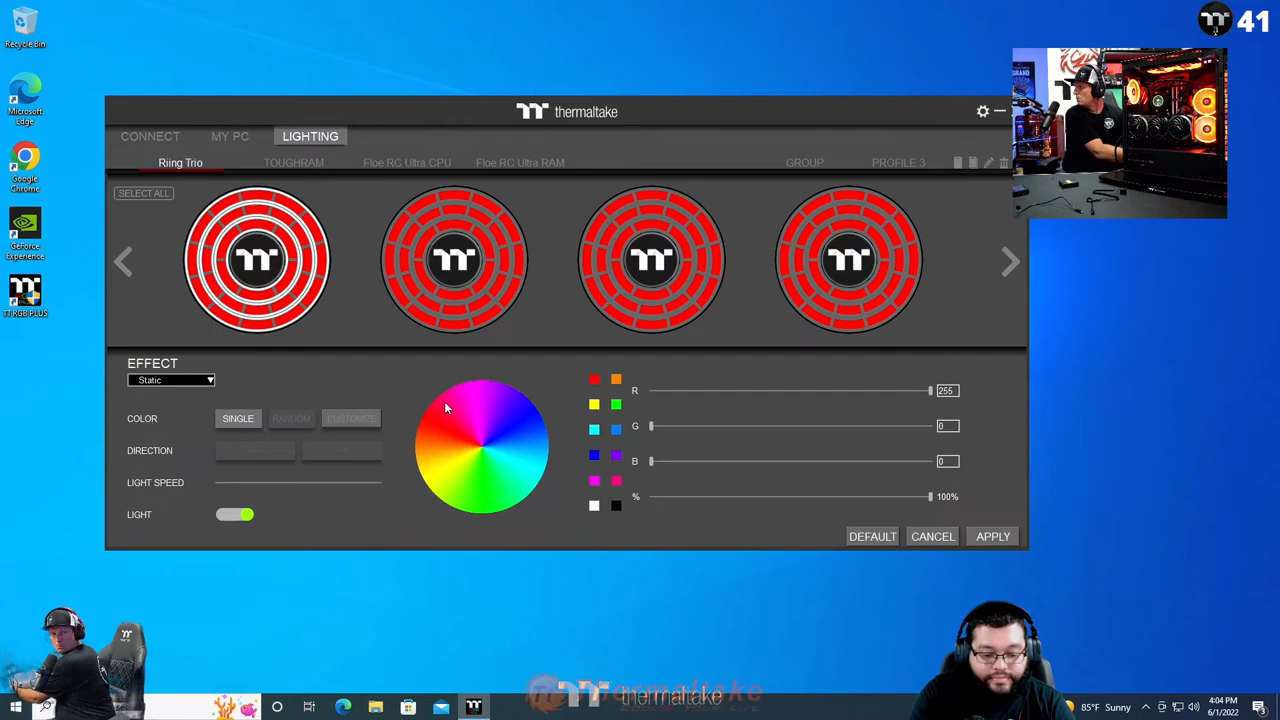 Recycle Bin
Microsoft
Edge
Google
Chrome
GeForce
Experience
TT RGB PLUS
41
thermaltake
CONNECT MY PC LIGHTING
Riing Trio TOUGHRAM Floe RC Ultra CPU Floe RC Ultra RAM GROUP PROFILE 3
SELECT ALL
EFFECT
Static
COLOR SINGLE RANDOM CUSTOMIZE
DIRECTION
LIGHT SPEED
LIGHT
R 255
G 0
B 0
% 100%
DEFAULT CANCEL APPLY
thermaltake
85°F Sunny
4:04 PM
6/1/2022